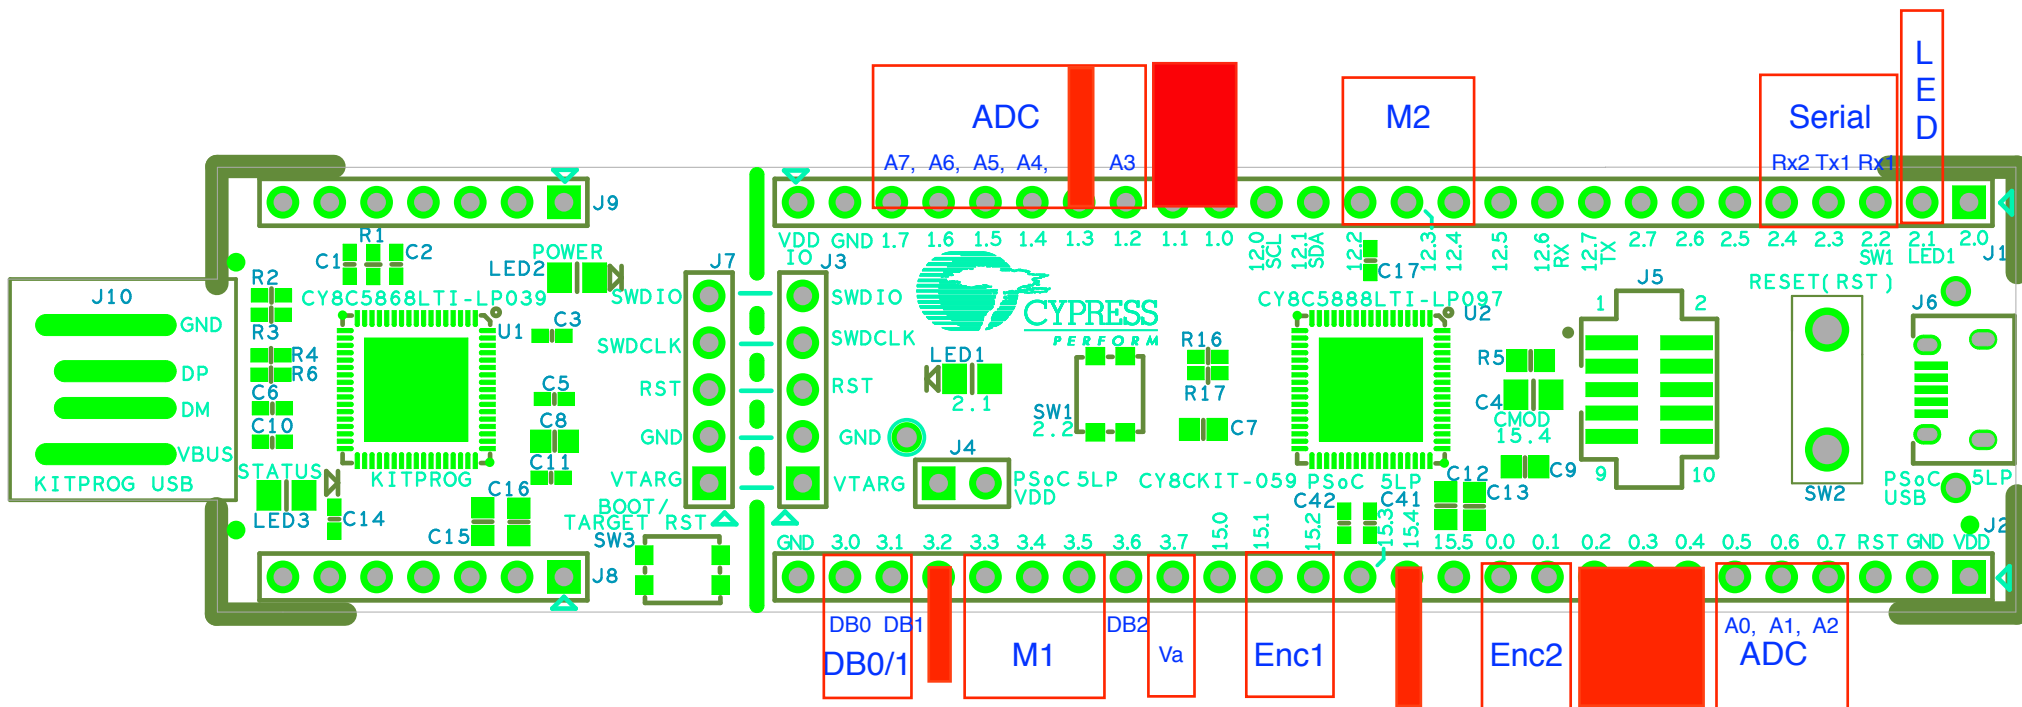 L
E
D
ADC
M2
Serial
A7, A6, A5, A4, A3
Rx2 Tx1 Rx1
J9
VDD IO GND 1.7 1.6 1.5 1.4 1.3 1.2 1.1 1.0 12.0 SCL 12.1 SDA 12.2 12.3 12.4 12.5 12.6 RX 12.7 TX 2.7 2.6 2.5 2.4 2.3 2.2 2.1 2.0
SW1 LED1
J1
R1
C1 C2
POWER
LED2
J7 J3
C17
J5
RESET(RST)
J10
R2
CY8C5868LTI-LP039
SWDIO SWDIO
CYPRESS
PERFORM
CY8C5888LTI-LP097
1 2
J6
GND
R3
U1
C3
SWDCLK SWDCLK
U2
R4
R6
LED1
2.1
R16
R17
R5
DP
RST RST
C4
CMOD
15.4
DM
C6
C5
SW1
2.2
C10
C8
GND GND
C7
VBUS
J4
STATUS
C11
KITPROG USB
KITPROG
VTARG VTARG
PSoC 5LP
VDD
CY8CKIT-059 PSoC 5LP
C9
9 10
SW2
PSoC 5LP
USB
LED3
C14
C16
C15
BOOT/
TARGET RST
C42 C41
C12
C13
SW3
J2
GND 3.0 3.1 3.2 3.3 3.4 3.5 3.6 3.7 15.0 15.1 15.2 15.3 15.4 15.5 0.0 0.1 0.2 0.3 0.4 0.5 0.6 0.7 RST GND VDD
J8
DB0 DB1
DB2
A0, A1, A2
DB0/1
M1
Va
Enc1
Enc2
ADC